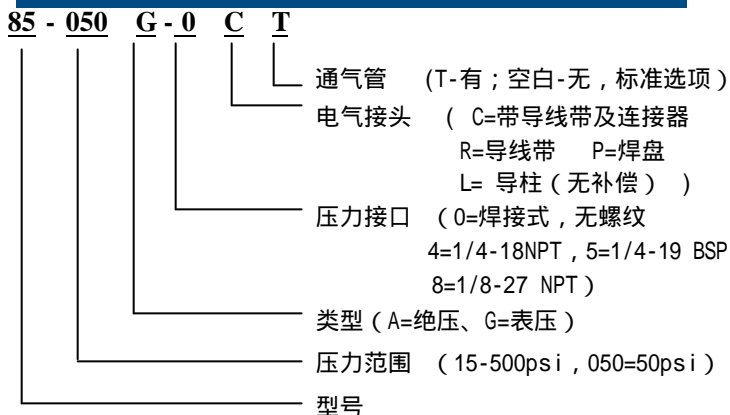 85 - 050 G - 0 C T
通气管 (T-有；空白-无，标准选项)
电气接头 ( C=带导线带及连接器
R=导线带 P=焊盘
L= 导柱（无补偿） )
压力接口 (0=焊接式，无螺纹
4=1/4-18NPT，5=1/4-19 BSP
8=1/8-27 NPT)
类型（A=绝压、G=表压）
压力范围 (15-500psi，050=50psi)
型号